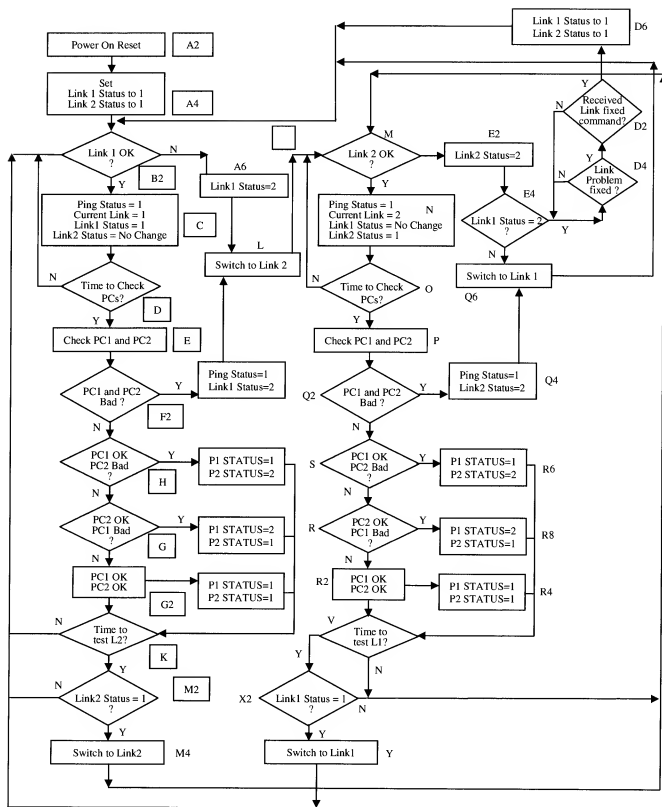 Power On Reset
A2
Link 1 Status to 1
Link 2 Status to 1
D6
Set
Link 1 Status to 1
Link 2 Status to 1
A4
Y
Received
Link fixed
command?
N
D2
Link 1 OK
?
N
B2
Y
A6
Link1 Status=2
M
Link 2 OK
?
Y
E2
Link2 Status=2
Y
D4
Link
Problem
fixed ?
N
E4
Link1 Status = 2
?
Y
N
Ping Status = 1
Current Link = 1
Link1 Status = 1
Link2 Status = No Change
C
L
Switch to Link 2
Ping Status = 1
Current Link = 2
Link1 Status = No Change
Link2 Status = 1
N
Switch to Link 1
Q6
N
Time to Check
PCs?
D
Y
N
Time to Check
PCs?
O
Y
Check PC1 and PC2
E
Check PC1 and PC2
P
PC1 and PC2
Bad ?
Y
F2
N
Ping Status=1
Link1 Status=2
Q2
PC1 and PC2
Bad ?
Y
N
Ping Status=1
Link2 Status=2
Q4
PC1 OK
PC2 Bad
?
Y
H
N
P1 STATUS=1
P2 STATUS=2
S
PC1 OK
PC2 Bad
?
Y
N
P1 STATUS=1
P2 STATUS=2
R6
PC2 OK
PC1 Bad
?
Y
G
N
P1 STATUS=2
P2 STATUS=1
R
PC2 OK
PC1 Bad
?
Y
N
P1 STATUS=2
P2 STATUS=1
R8
PC1 OK
PC2 OK
G2
P1 STATUS=1
P2 STATUS=1
R2
PC1 OK
PC2 OK
P1 STATUS=1
P2 STATUS=1
R4
N
Time to
test L2?
K
Y
V
Time to
test L1?
Y
N
N
Link2 Status = 1
?
M2
Y
X2
Link1 Status = 1
?
N
Y
Switch to Link2
M4
Switch to Link1
Y